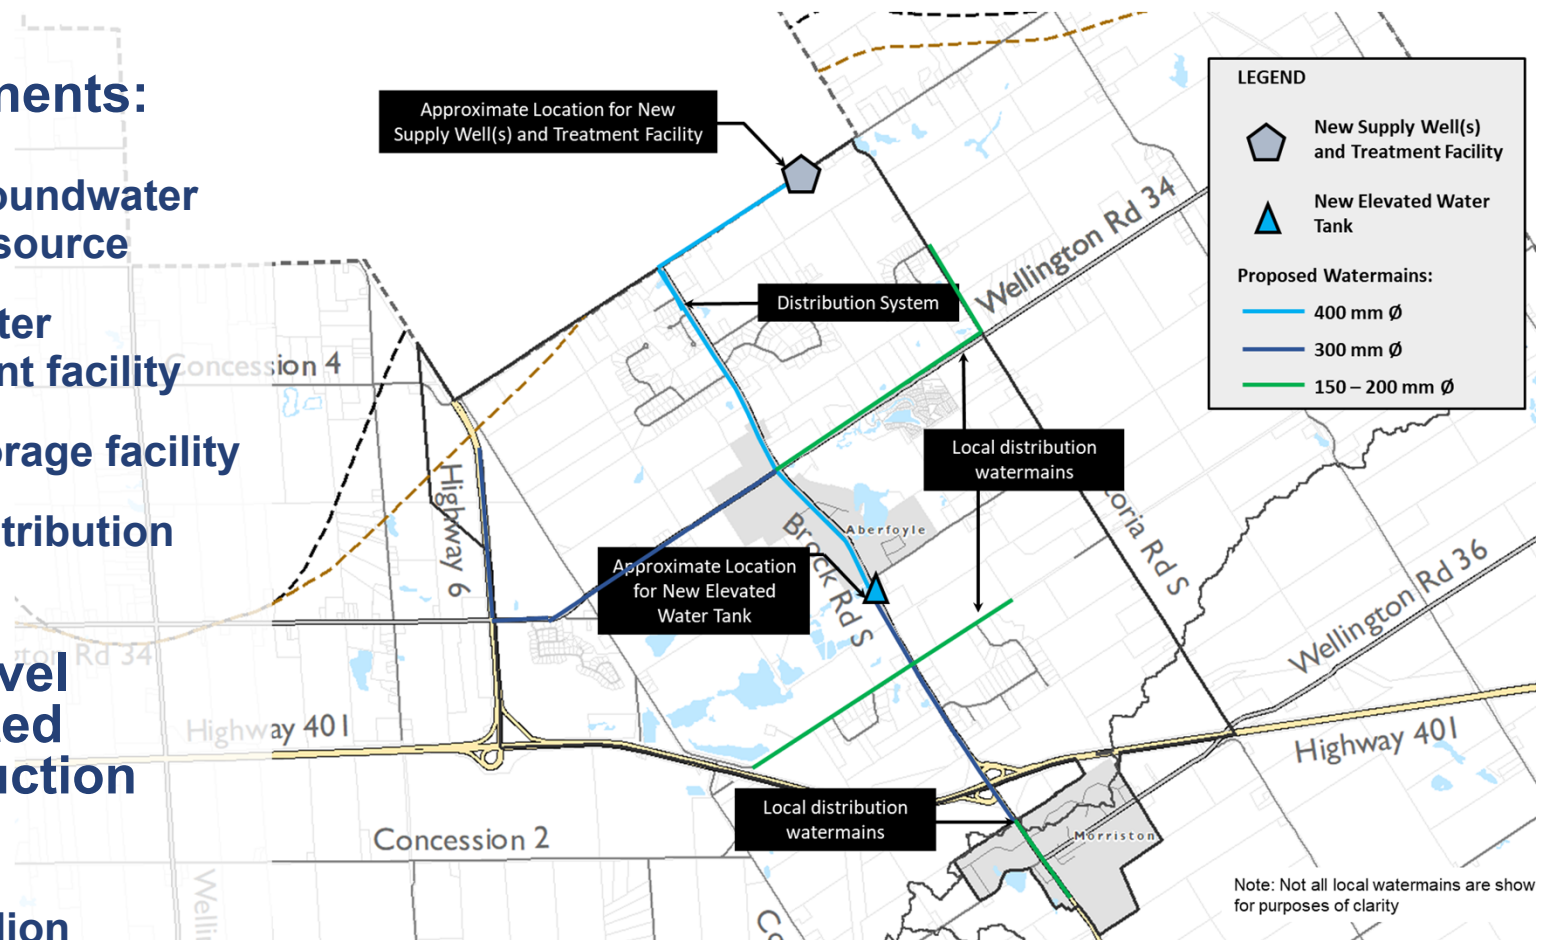 nents:
oundwater
source
ter
nt facility
orage facility
tribution
vel
ed
uction
lion
Approximate Location for New
Supply Well(s) and Treatment Facility
Distribution System
Local distribution
watermains
Approximate Location
for New Elevated
Water Tank
Local distribution
watermains
Concession 4
Highway 6
Wellington Rd 34
Brock Rd S
Aberfoyle
toria Rd S
Wellington Rd 36
gton Rd 34
Highway 401
Highway 401
Concession 2
Morriston
Wellin
Co
LEGEND
New Supply Well(s)
and Treatment Facility
New Elevated Water
Tank
Proposed Watermains:
400 mm Ø
300 mm Ø
150 – 200 mm Ø
Note: Not all local watermains are show
for purposes of clarity